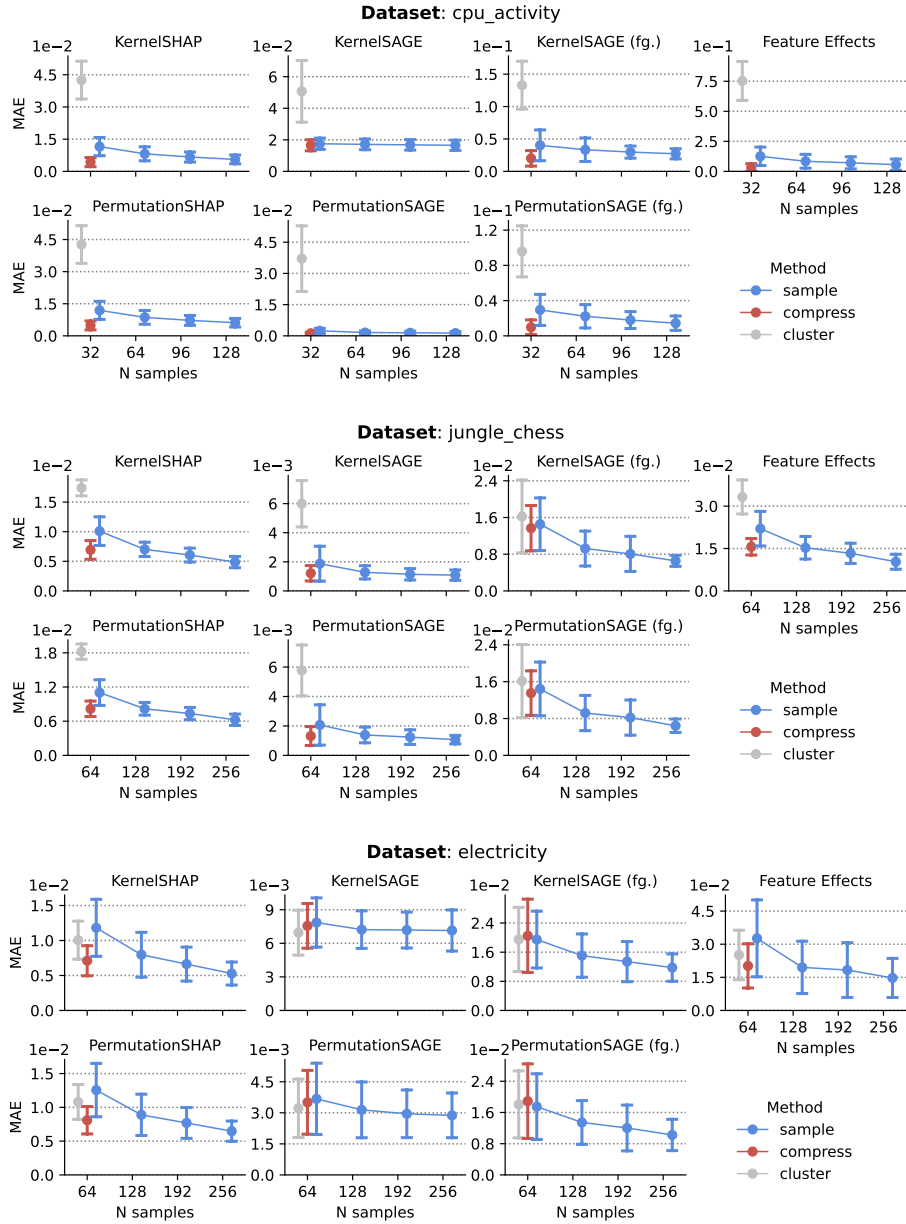 Dataset: cpu_activity
KernelSHAP
KernelSAGE
KernelSAGE (fg.)
Feature Effects
1e−2
1e−2
1e−1
1e−1
MAE
4.5
3.0
1.5
0.0
6
4
2
0
1.5
1.0
0.5
0.0
7.5
5.0
2.5
0.0
32 64 96 128
PermutationSHAP
PermutationSAGE
PermutationSAGE (fg.)
1e−2
1e−2
1e−1
MAE
4.5
3.0
1.5
0.0
4.5
3.0
1.5
0.0
1.2
0.8
0.4
0.0
32 64 96 128
32 64 96 128
32 64 96 128
N samples
N samples
N samples
Method
sample
compress
cluster
Dataset: jungle_chess
KernelSHAP
KernelSAGE
KernelSAGE (fg.)
Feature Effects
1e−2
1e−3
1e−2
1e−2
MAE
1.5
1.0
0.5
0.0
6
4
2
0
2.4
1.6
0.8
0.0
3.0
1.5
0.0
64 128 192 256
PermutationSHAP
PermutationSAGE
PermutationSAGE (fg.)
1e−2
1e−3
1e−2
MAE
1.8
1.2
0.6
0.0
6
4
2
0
2.4
1.6
0.8
0.0
64 128 192 256
64 128 192 256
64 128 192 256
N samples
N samples
N samples
Method
sample
compress
cluster
Dataset: electricity
KernelSHAP
KernelSAGE
KernelSAGE (fg.)
Feature Effects
1e−2
1e−3
1e−2
1e−2
MAE
1.5
1.0
0.5
0.0
9
6
3
0
2.4
1.6
0.8
0.0
4.5
3.0
1.5
0.0
64 128 192 256
PermutationSHAP
PermutationSAGE
PermutationSAGE (fg.)
1e−2
1e−3
1e−2
MAE
1.5
1.0
0.5
0.0
4.5
3.0
1.5
0.0
2.4
1.6
0.8
0.0
64 128 192 256
64 128 192 256
64 128 192 256
N samples
N samples
N samples
Method
sample
compress
cluster